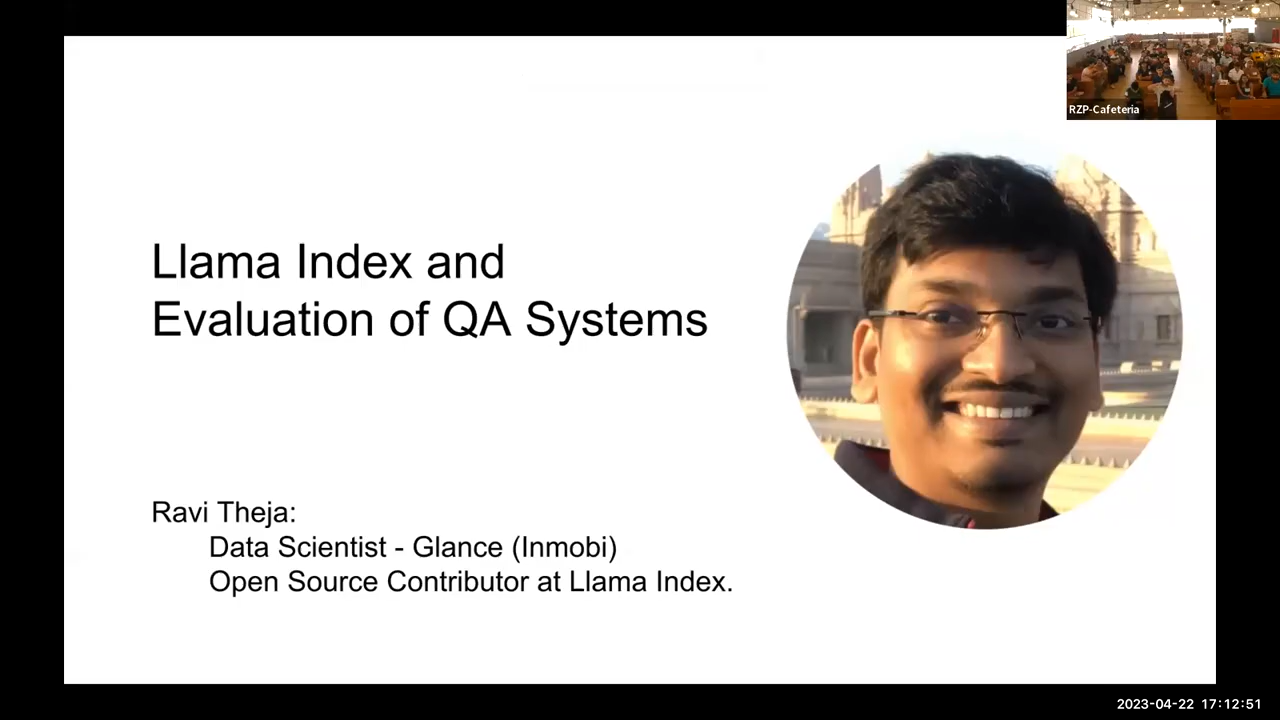 RZP-Cafeteria
Llama Index and
Evaluation of QA Systems
Ravi Theja:
Data Scientist - Glance (Inmobi)
Open Source Contributor at Llama Index.
2023-04-22 17:12:51